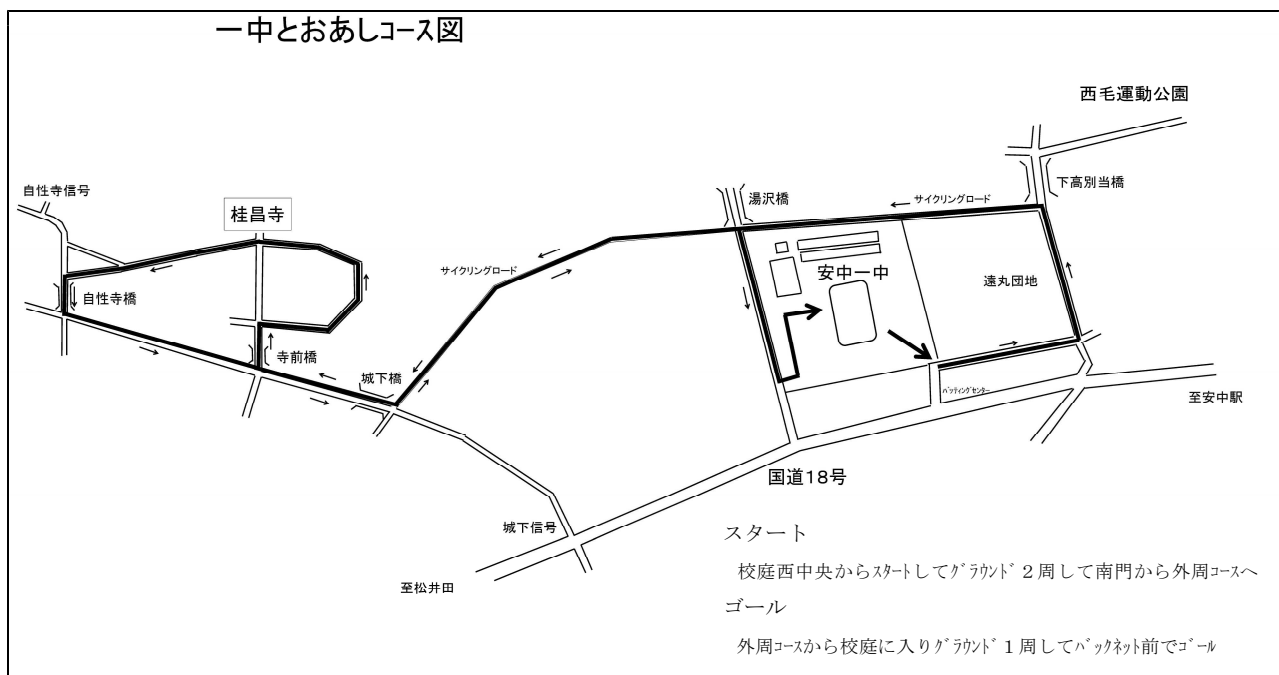 一中とおあしコース図
西毛運動公園
自性寺信号
桂昌寺
湯沢橋
サイクリングロード
下高別当橋
サイクリングロード
安中一中
遠丸団地
自性寺橋
寺前橋
城下橋
バッティングセンター
至安中駅
国道18号
城下信号
至松井田
スタート
校庭西中央からスタートしてグラウンド2周して南門から外周コースへ
ゴール
外周コースから校庭に入りグラウンド1周してバックネット前でゴール